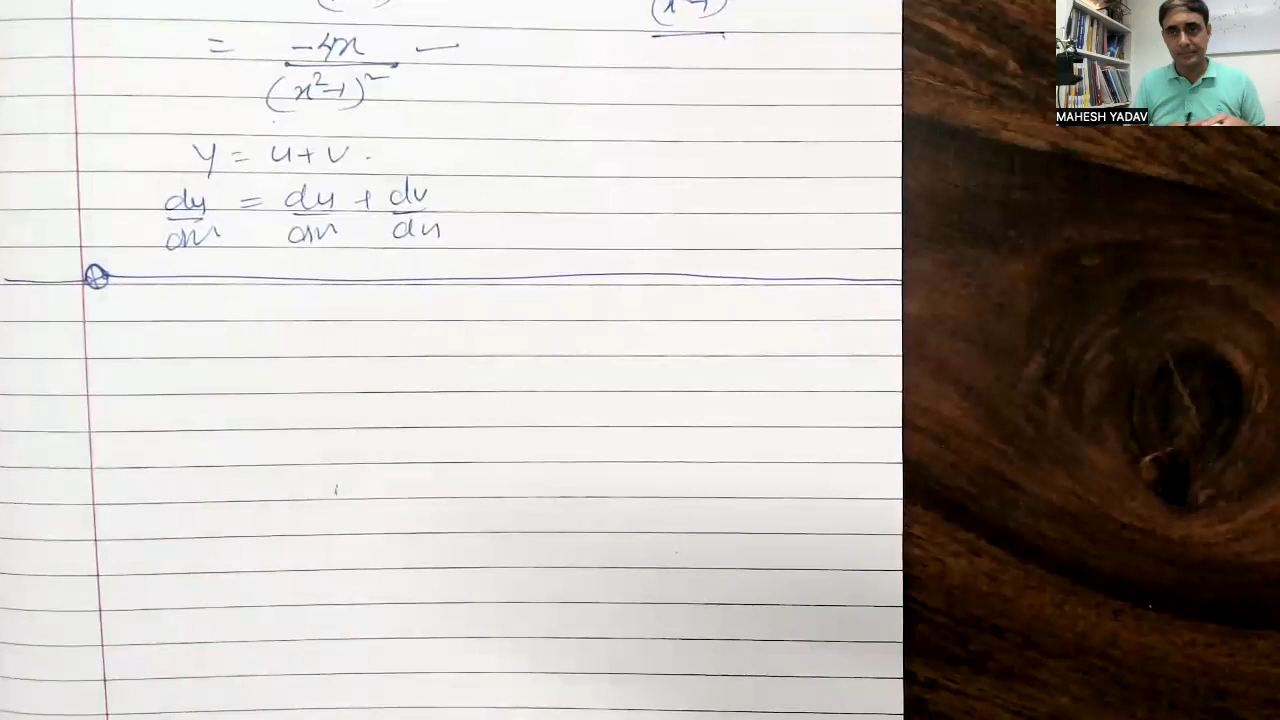 = -4x / (x²-1)²
y = u+v.
dy/dx = du/dx + dv/dx
MAHESH YADAV